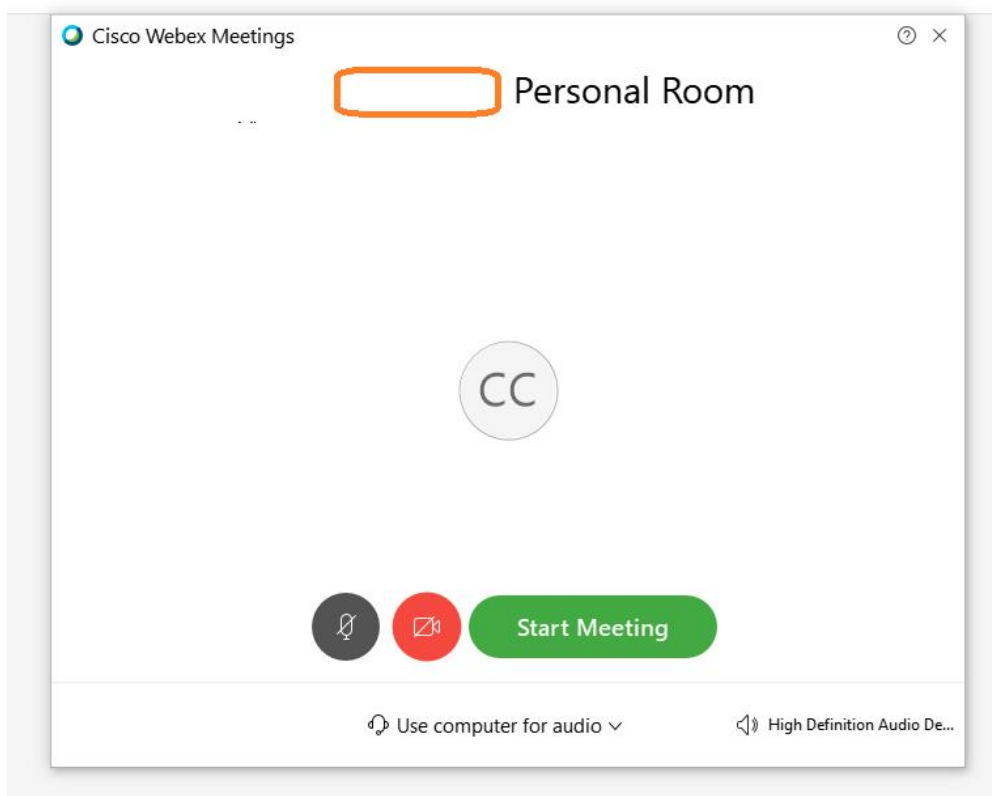 Cisco Webex Meetings
Personal Room
CC
Start Meeting
Use computer for audio
High Definition Audio De...